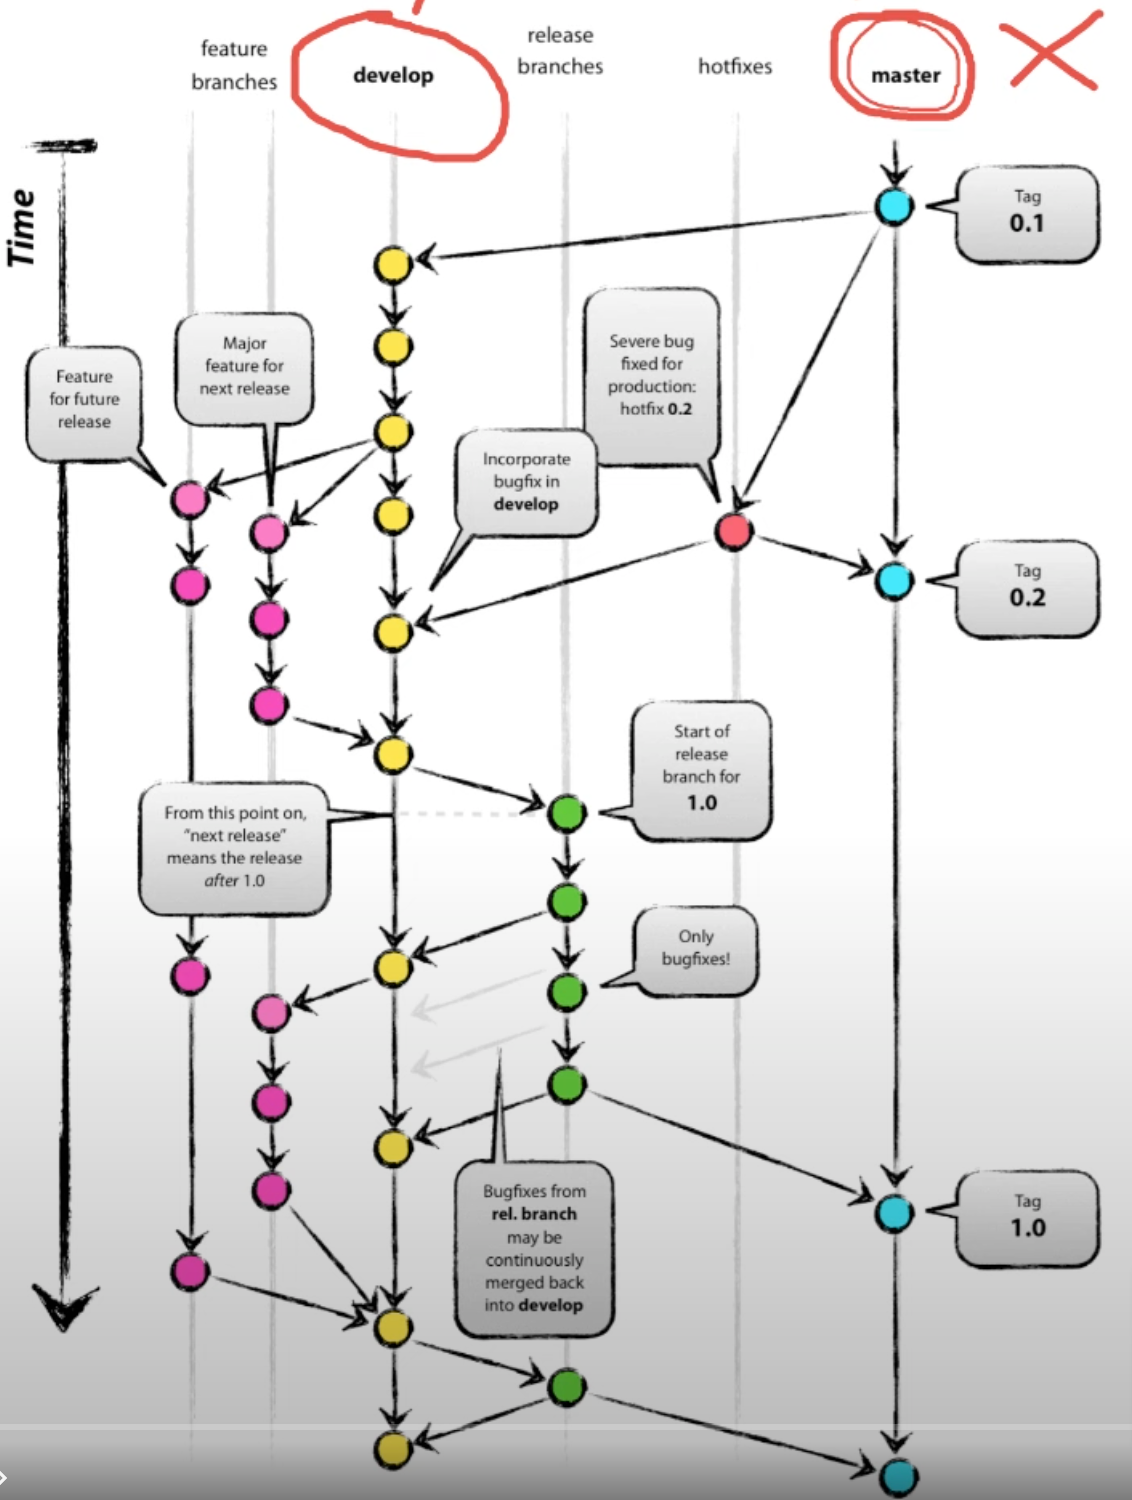 feature
branches
develop
release
branches
hotfixes
master
Time
Tag
0.1
Severe bug
fixed for
production:
hotfix 0.2
Major
feature for
next release
Feature
for future
release
Incorporate
bugfix in
develop
Tag
0.2
Start of
release
branch for
1.0
From this point on,
“next release”
means the release
after 1.0
Only
bugfixes!
Bugfixes from
rel. branch
may be
continuously
merged back
into develop
Tag
1.0